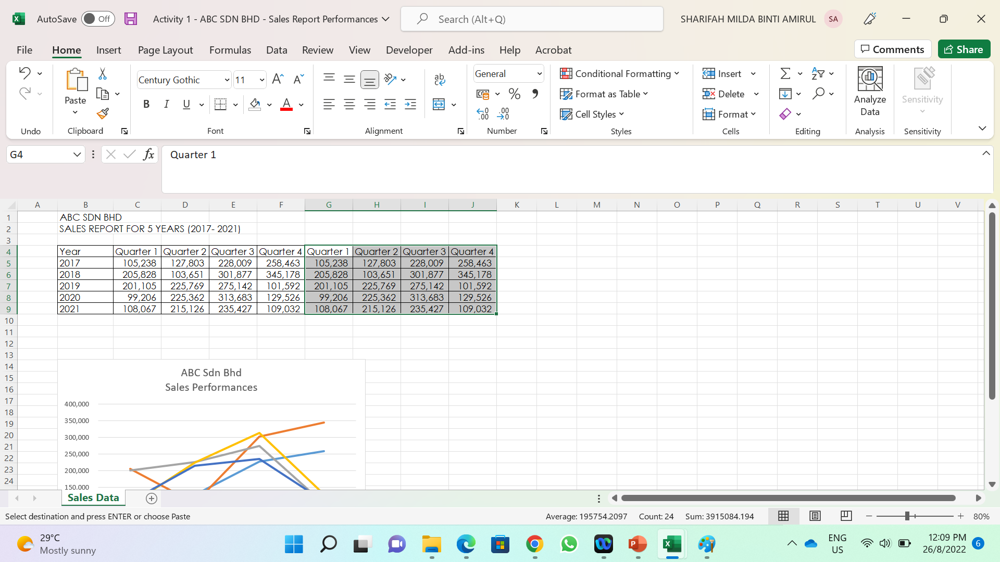 AutoSave Off Activity 1 - ABC SDN BHD - Sales Report Performances Search (Alt+Q) SHARIFAH MILDA BINTI AMIRUL SA
File Home Insert Page Layout Formulas Data Review View Developer Add-ins Help Acrobat Comments Share
Century Gothic 11 General Conditional Formatting Insert
Paste Format as Table Delete Analyze Data Sensitivity
B I U Cell Styles Format
Undo Clipboard Font Alignment Number Styles Cells Editing Analysis Sensitivity
G4 fx Quarter 1
A B C D E F G H I J K L M N O P Q R S T U V
1 ABC SDN BHD
2 SALES REPORT FOR 5 YEARS (2017- 2021)
3
4 Year Quarter 1 Quarter 2 Quarter 3 Quarter 4 Quarter 1 Quarter 2 Quarter 3 Quarter 4
5 2017 105,238 127,803 228,009 258,463 105,238 127,803 228,009 258,463
6 2018 205,828 103,651 301,877 345,178 205,828 103,651 301,877 345,178
7 2019 201,105 225,769 275,142 101,592 201,105 225,769 275,142 101,592
8 2020 99,206 225,362 313,683 129,526 99,206 225,362 313,683 129,526
9 2021 108,067 215,126 235,427 109,032 108,067 215,126 235,427 109,032
10
11
12
13
14
15
16
17
18
19
20
21
22
23
24
ABC Sdn Bhd
Sales Performances
400,000
350,000
300,000
250,000
200,000
150,000
Sales Data
Select destination and press ENTER or choose Paste Average: 195754.2097 Count: 24 Sum: 3915084.194 80%
29°C
Mostly sunny
ENG
US
12:09 PM
26/8/2022
6